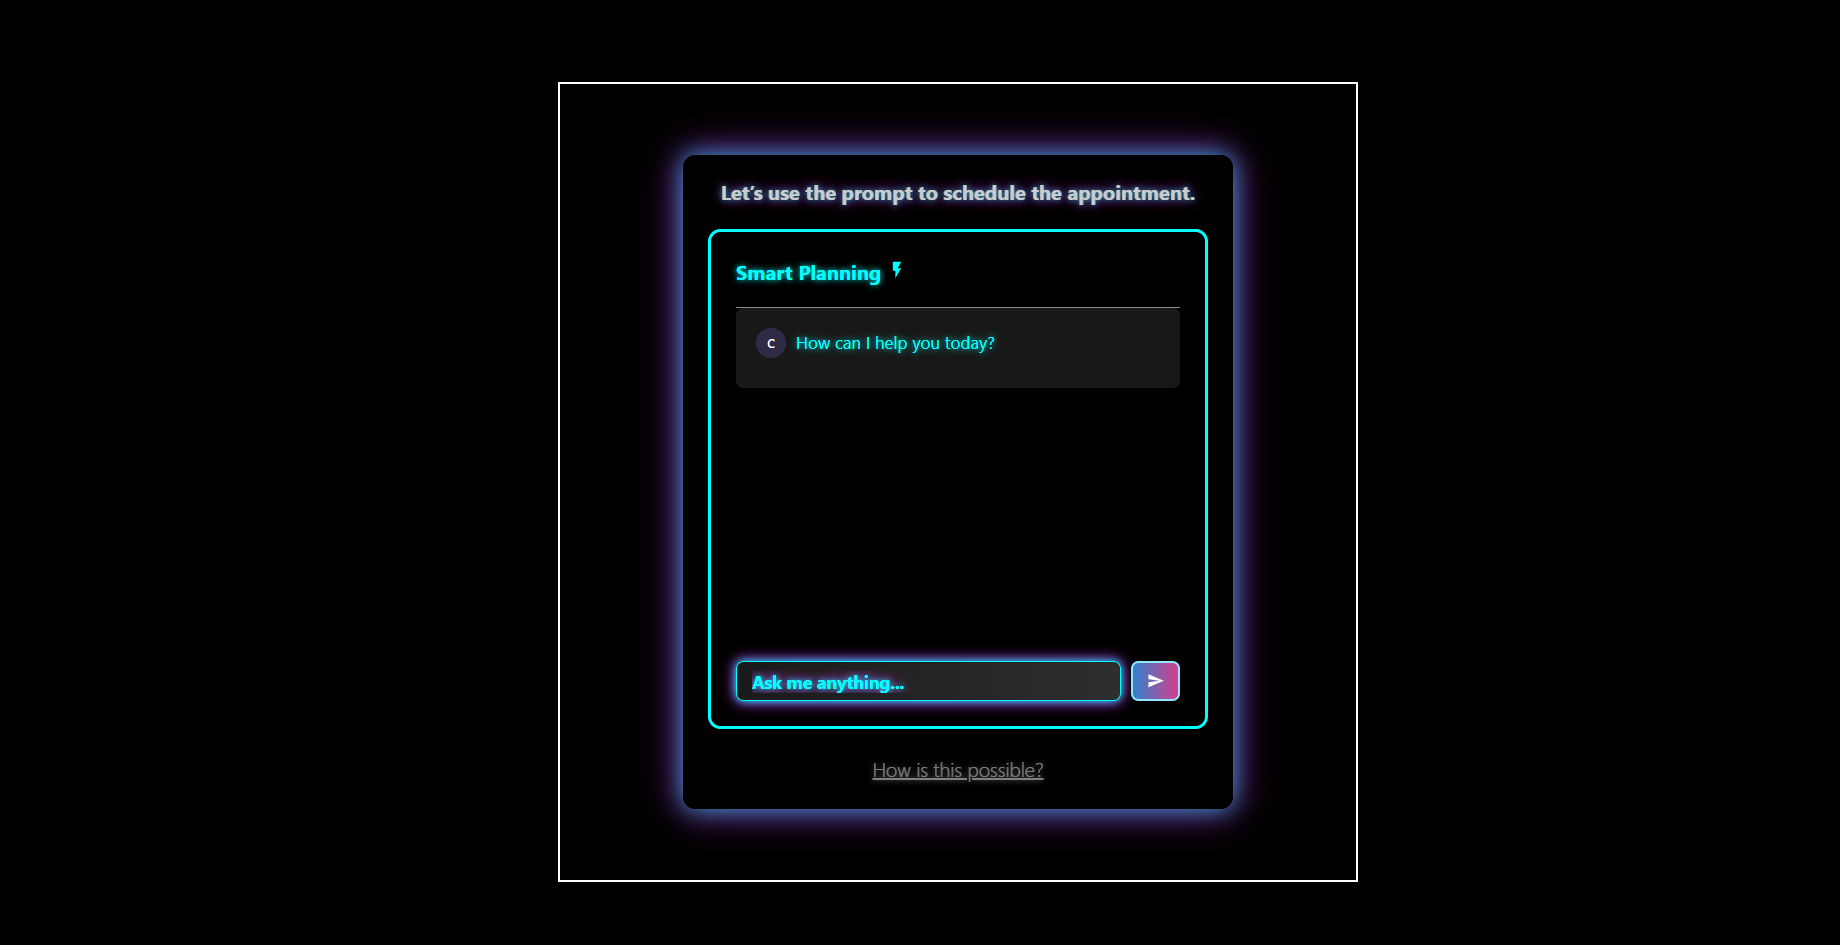 Let’s use the prompt to schedule the appointment.
Smart Planning
C How can I help you today?
Ask me anything...
How is this possible?